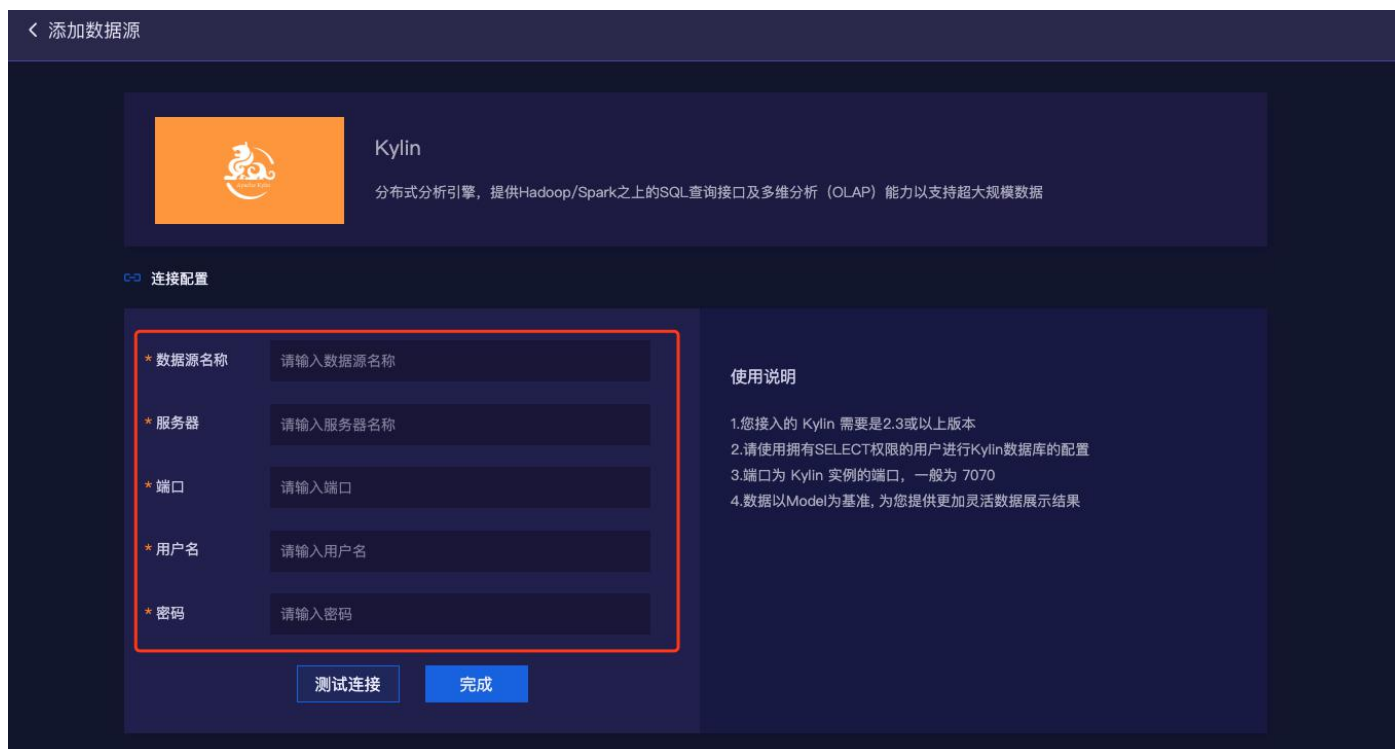 添加数据源
Kylin
分布式分析引擎，提供Hadoop/Spark之上的SQL查询接口及多维分析（OLAP）能力以支持超大规模数据
连接配置
* 数据源名称 请输入数据源名称
* 服务器 请输入服务器名称
* 端口 请输入端口
* 用户名 请输入用户名
* 密码 请输入密码
测试连接 完成
使用说明
1.您接入的 Kylin 需要是2.3或以上版本
2.请使用拥有SELECT权限的用户进行Kylin数据库的配置
3.端口为 Kylin 实例的端口，一般为 7070
4.数据以Model为基准, 为您提供更加灵活数据展示结果